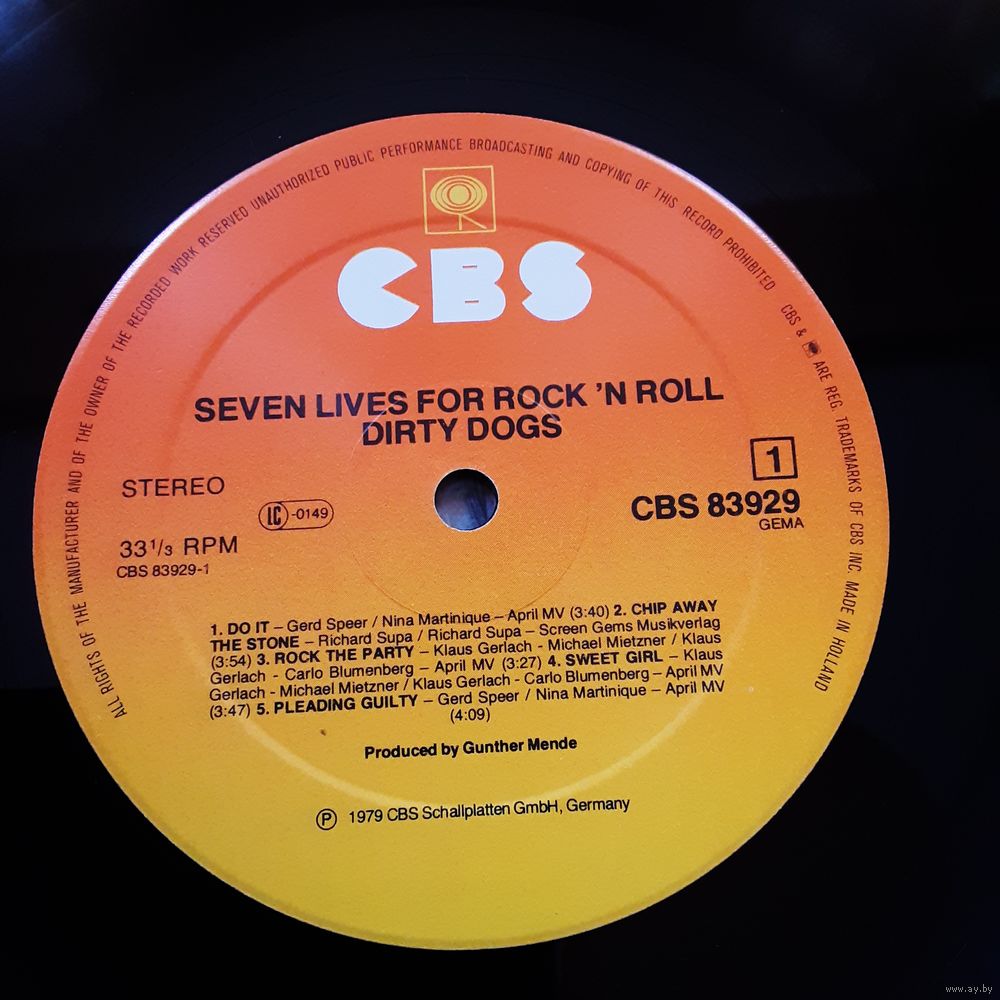 ALL RIGHTS OF THE MANUFACTURER AND OF THE OWNER OF THE RECORDED WORK RESERVED UNAUTHORIZED PUBLIC PERFORMANCE BROADCASTING AND COPYING OF THIS RECORD PROHIBITED CBS & ARE REG. TRADEMARKS OF CBS INC. MADE IN HOLLAND
CBS
SEVEN LIVES FOR ROCK 'N ROLL
DIRTY DOGS
STEREO
LC -0149
33 1/3 RPM
CBS 83929-1
1
CBS 83929
GEMA
1. DO IT – Gerd Speer / Nina Martinique – April MV (3:40) 2. CHIP AWAY
THE STONE – Richard Supa / Richard Supa – Screen Gems Musikverlag
(3:54) 3. ROCK THE PARTY – Klaus Gerlach - Michael Mietzner / Klaus
Gerlach - Carlo Blumenberg – April MV (3:27) 4. SWEET GIRL – Klaus
Gerlach - Michael Mietzner / Klaus Gerlach - Carlo Blumenberg – April MV
(3:47) 5. PLEADING GUILTY – Gerd Speer / Nina Martinique – April MV
(4:09)
Produced by Gunther Mende
Ⓟ 1979 CBS Schallplatten GmbH, Germany
www.ay.by